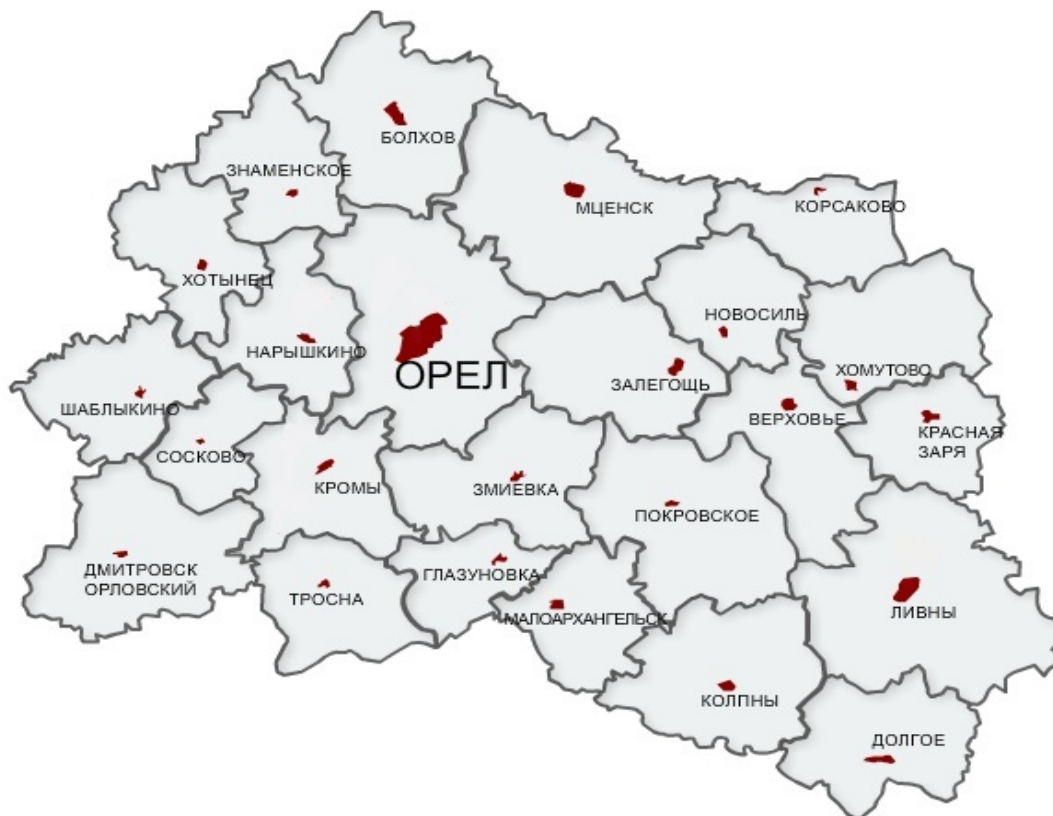 БОЛХОВ
ЗНАМЕНСКОЕ
МЦЕНСК
КОРСАКОВО
ХОТЫНЕЦ
НОВОСИЛЬ
НАРЫШКИНО
ОРЕЛ
ЗАЛЕГОЩЬ
ХОМУТОВО
ШАБЛЫКИНО
ВЕРХОВЬЕ
КРАСНАЯ
ЗАРЯ
СОСКОВО
КРОМЫ
ЗМИЕВКА
ПОКРОВСКОЕ
ДМИТРОВСК
ОРЛОВСКИЙ
ТРОСНА
ГЛАЗУНОВКА
МАЛОАРХАНГЕЛЬСК
ЛИВНЫ
КОЛПНЫ
ДОЛГОЕ